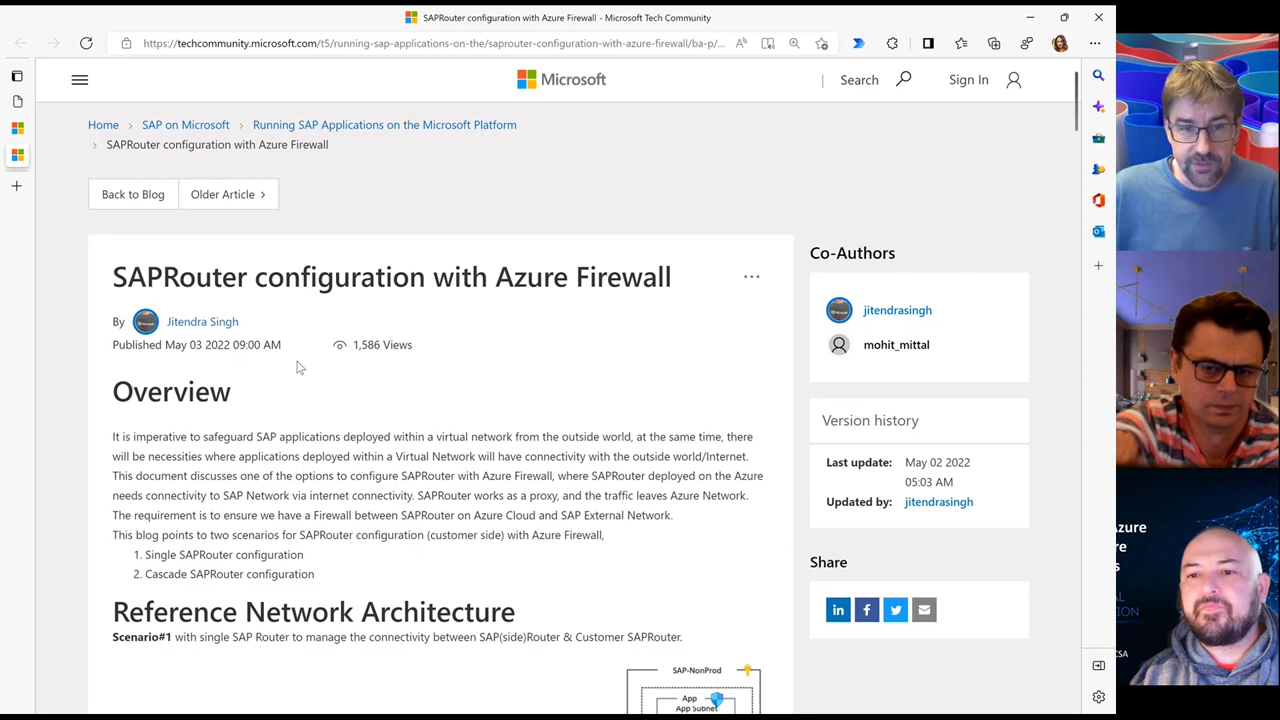 SAPRouter configuration with Azure Firewall - Microsoft Tech Community
https://techcommunity.microsoft.com/t5/running-sap-applications-on-the/saprouter-configuration-with-azure-firewall/ba-p/...
Microsoft
Search
Sign In
Home > SAP on Microsoft > Running SAP Applications on the Microsoft Platform
> SAPRouter configuration with Azure Firewall
Back to Blog
Older Article >
SAPRouter configuration with Azure Firewall
By Jitendra Singh
Published May 03 2022 09:00 AM
1,586 Views
Overview
It is imperative to safeguard SAP applications deployed within a virtual network from the outside world, at the same time, there
will be necessities where applications deployed within a Virtual Network will have connectivity with the outside world/Internet.
This document discusses one of the options to configure SAPRouter with Azure Firewall, where SAPRouter deployed on the Azure
needs connectivity to SAP Network via internet connectivity. SAPRouter works as a proxy, and the traffic leaves Azure Network.
The requirement is to ensure we have a Firewall between SAPRouter on Azure Cloud and SAP External Network.
This blog points to two scenarios for SAPRouter configuration (customer side) with Azure Firewall,
1. Single SAPRouter configuration
2. Cascade SAPRouter configuration
Reference Network Architecture
Scenario#1 with single SAP Router to manage the connectivity between SAP(side)Router & Customer SAPRouter.
SAP-NonProd
App
App Subnet
Co-Authors
jitendrasingh
mohit_mittal
Version history
Last update: May 02 2022
05:03 AM
Updated by: jitendrasingh
Share
zure
re
s
AL
ION
CSA